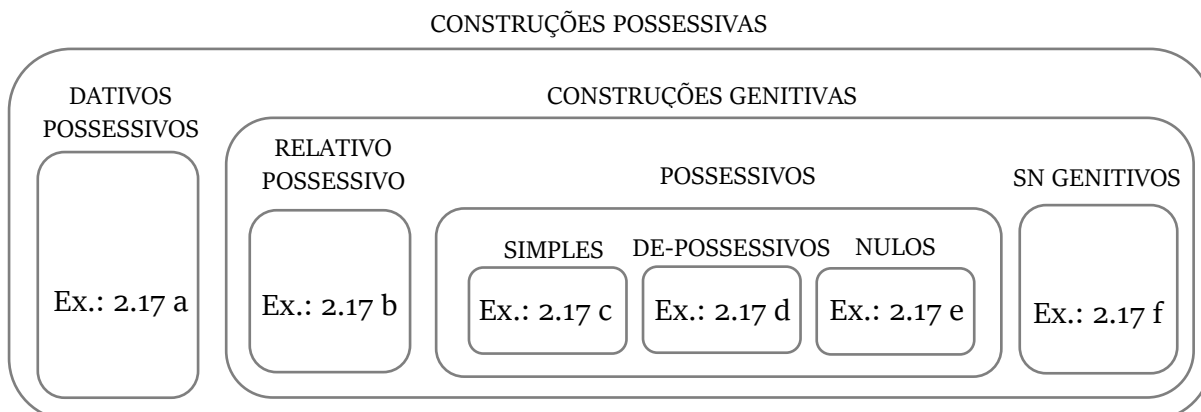 CONSTRUÇÕES POSSESSIVAS
DATIVOS
POSSESSIVOS
CONSTRUÇÕES GENITIVAS
RELATIVO
POSSESSIVO
POSSESSIVOS
SN GENITIVOS
SIMPLES
DE-POSSESSIVOS
NULOS
Ex.: 2.17 a
Ex.: 2.17 b
Ex.: 2.17 c
Ex.: 2.17 d
Ex.: 2.17 e
Ex.: 2.17 f